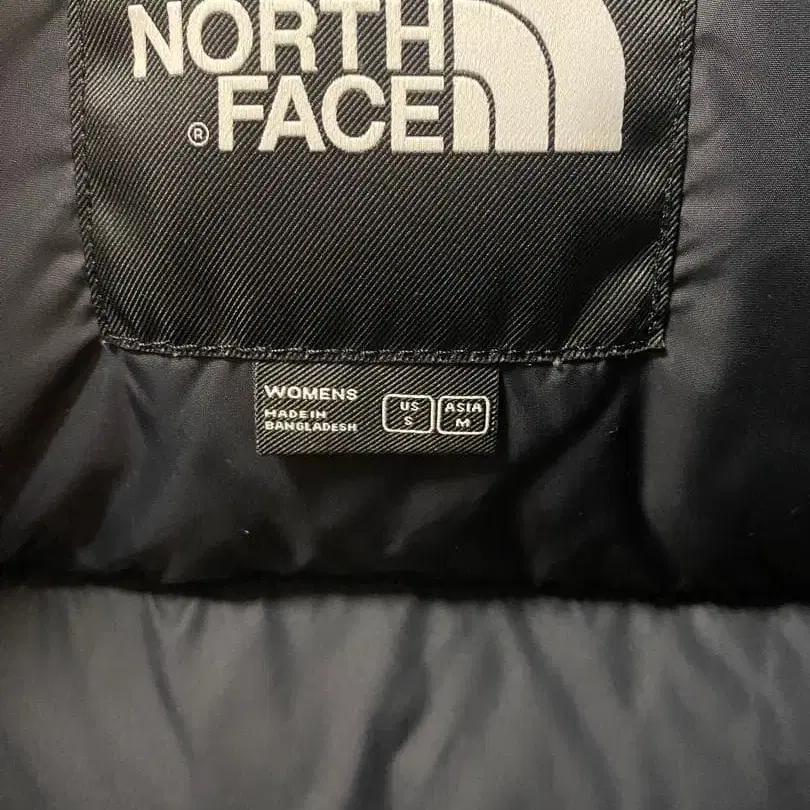 NORTH
® FACE
WOMENS
MADE IN
BANGLADESH
US
S
ASIA
M